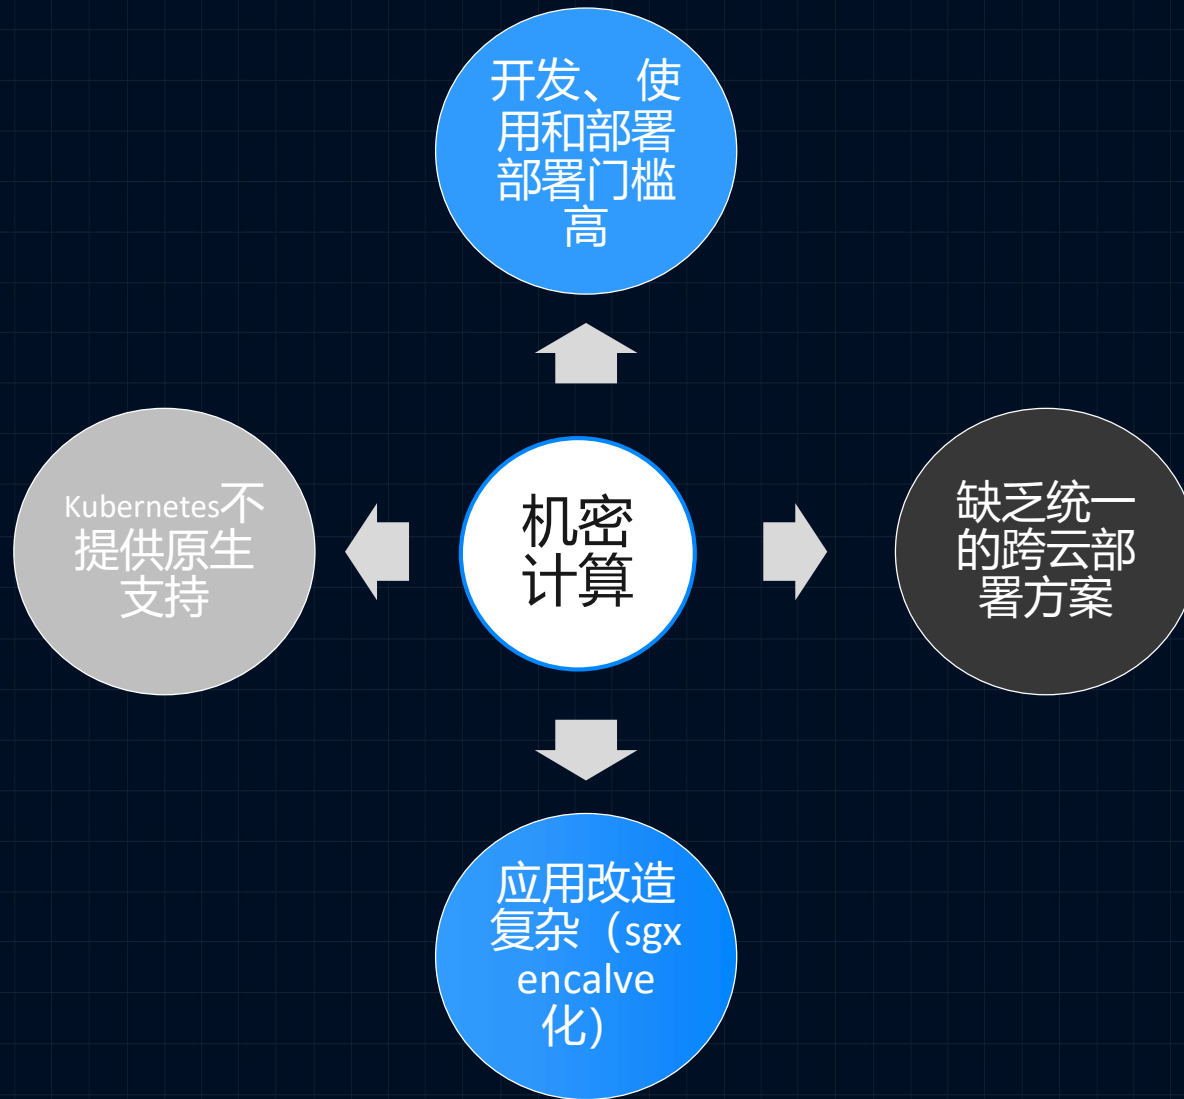 开发、 使
用和部署
部署门槛
高
Kubernetes不
提供原生
支持
机密
计算
缺乏统一
的跨云部
署方案
应用改造
复杂（sgx
encalve
化）